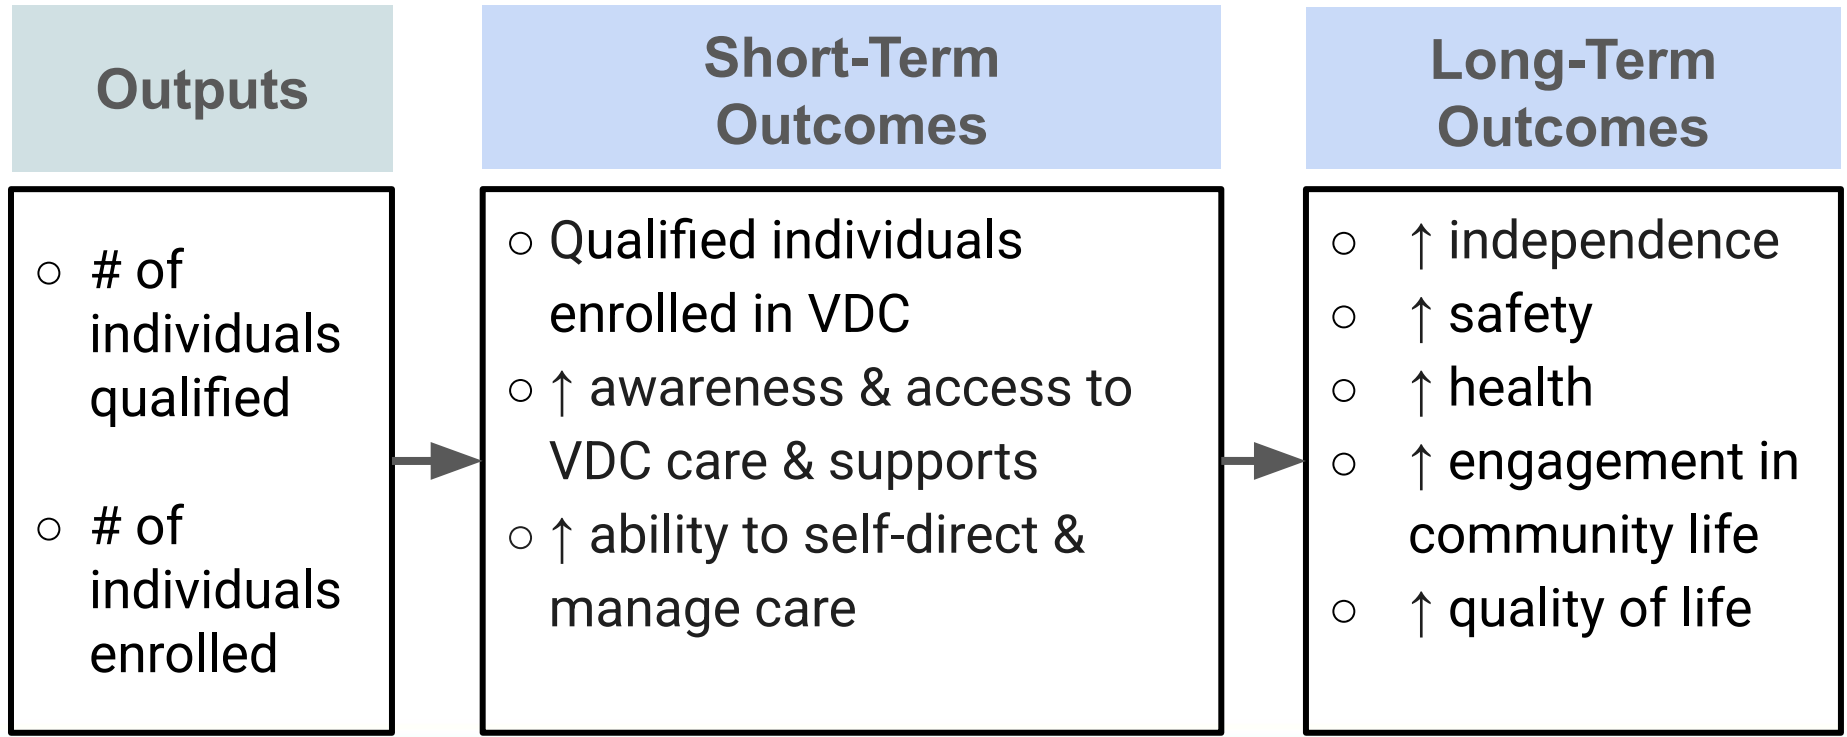 Outputs
○ # of
individuals
qualified
○ # of
individuals
enrolled
Short-Term
Outcomes
○ Qualified individuals
enrolled in VDC
○ ↑ awareness & access to
VDC care & supports
○ ↑ ability to self-direct &
manage care
Long-Term
Outcomes
○ ↑ independence
○ ↑ safety
○ ↑ health
○ ↑ engagement in
community life
○ ↑ quality of life